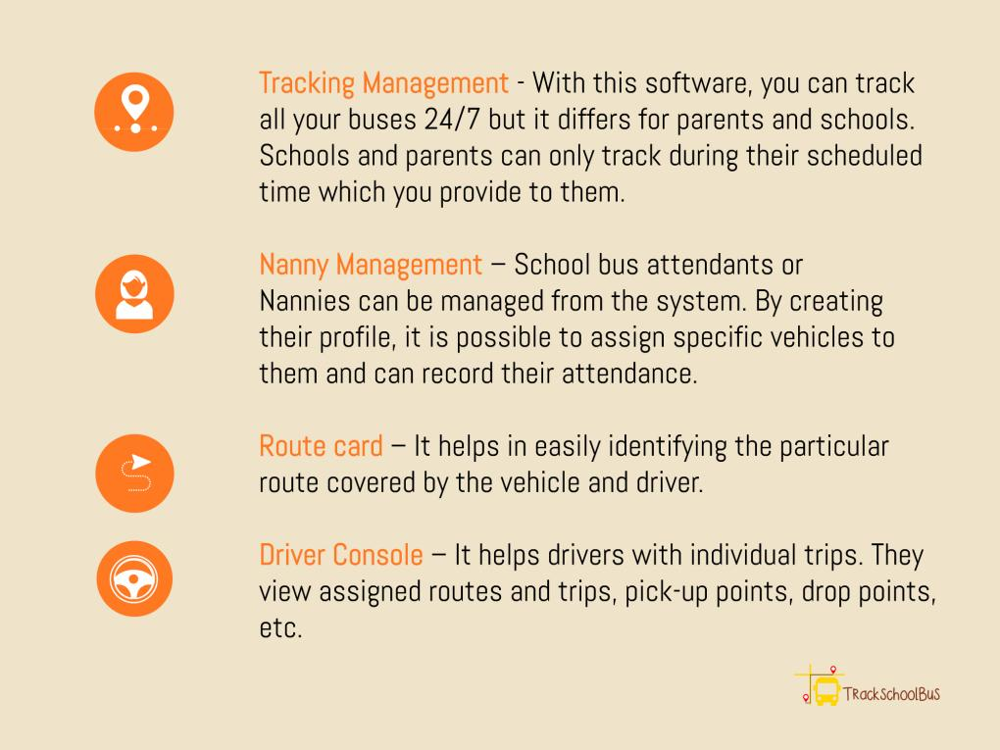 Tracking Management - With this software, you can track
all your buses 24/7 but it differs for parents and schools.
Schools and parents can only track during their scheduled
time which you provide to them.
Nanny Management – School bus attendants or
Nannies can be managed from the system. By creating
their profile, it is possible to assign specific vehicles to
them and can record their attendance.
Route card – It helps in easily identifying the particular
route covered by the vehicle and driver.
Driver Console – It helps drivers with individual trips. They
view assigned routes and trips, pick-up points, drop points,
etc.
TrackSchoolBus